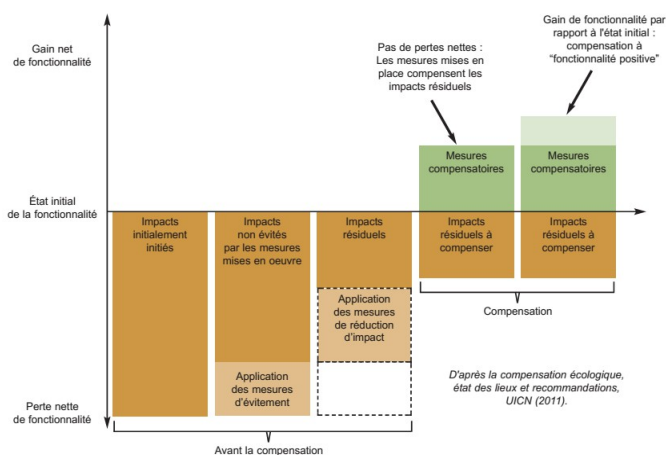 Gain net
de fonctionnalité
Pas de pertes nettes :
Les mesures mises en
place compensent les
impacts résiduels
Gain de fonctionnalité par
rapport à l'état initial :
compensation à
"fonctionnalité positive"
Mesures
compensatoires
Mesures
compensatoires
État initial
de la fonctionnalité
Impacts
initialement
initiés
Impacts
non évités
par les mesures
mises en oeuvre
Impacts
résiduels
Impacts
résiduels à
compenser
Impacts
résiduels à
compenser
Application
des mesures
de réduction
d'impact
Compensation
Application
des mesures
d'évitement
D'après la compensation écologique,
état des lieux et recommandations,
UICN (2011).
Perte nette
de fonctionnalité
Avant la compensation